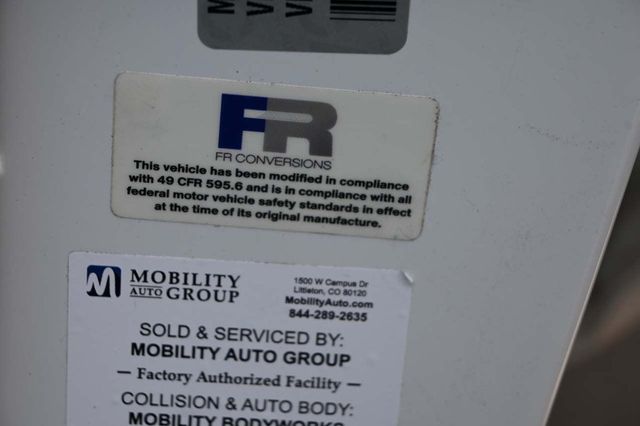 FR
FR CONVERSIONS
This vehicle has been modified in compliance
with 49 CFR 595.6 and is in compliance with all
federal motor vehicle safety standards in effect
at the time of its original manufacture.
M MOBILITY
AUTO GROUP
1500 W Campus Dr
Littleton, CO 80120
MobilityAuto.com
844-289-2635
SOLD & SERVICED BY:
MOBILITY AUTO GROUP
— Factory Authorized Facility —
COLLISION & AUTO BODY:
MOBILITY BODYWORKS